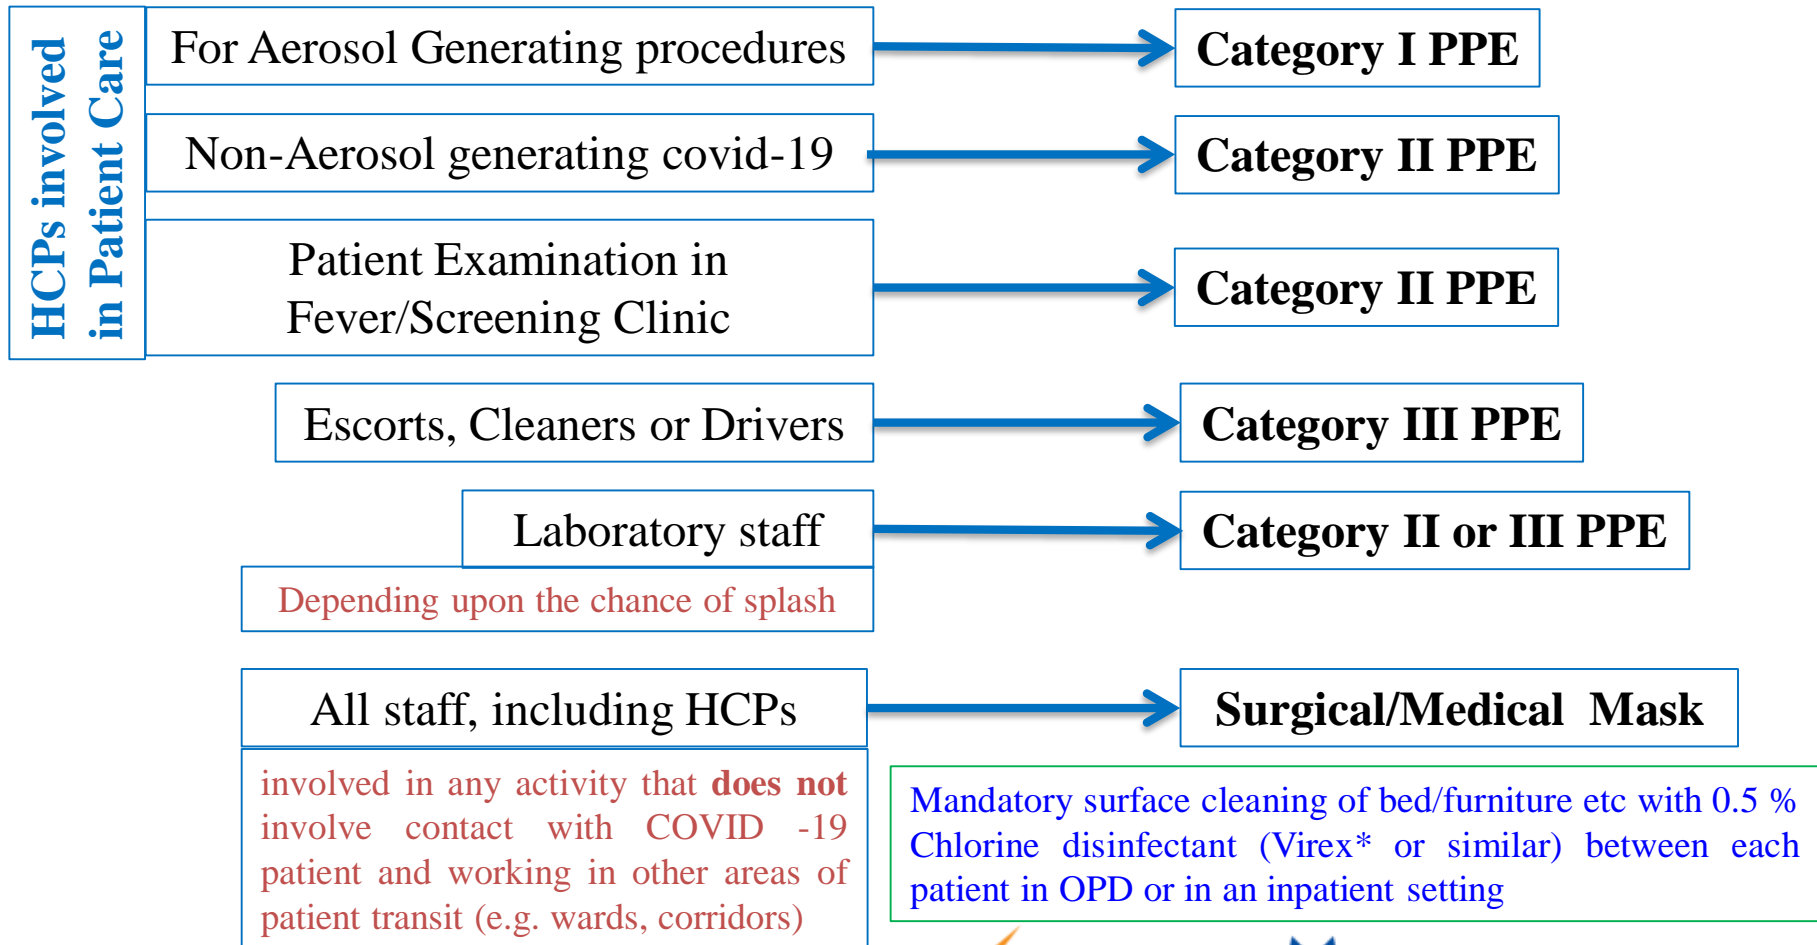 HCPs involved
in Patient Care
For Aerosol Generating procedures
Category I PPE
Non-Aerosol generating covid-19
Category II PPE
Patient Examination in
Fever/Screening Clinic
Category II PPE
Escorts, Cleaners or Drivers
Category III PPE
Laboratory staff
Category II or III PPE
Depending upon the chance of splash
All staff, including HCPs
Surgical/Medical Mask
involved in any activity that does not
involve contact with COVID -19
patient and working in other areas of
patient transit (e.g. wards, corridors)
Mandatory surface cleaning of bed/furniture etc with 0.5 %
Chlorine disinfectant (Virex* or similar) between each
patient in OPD or in an inpatient setting